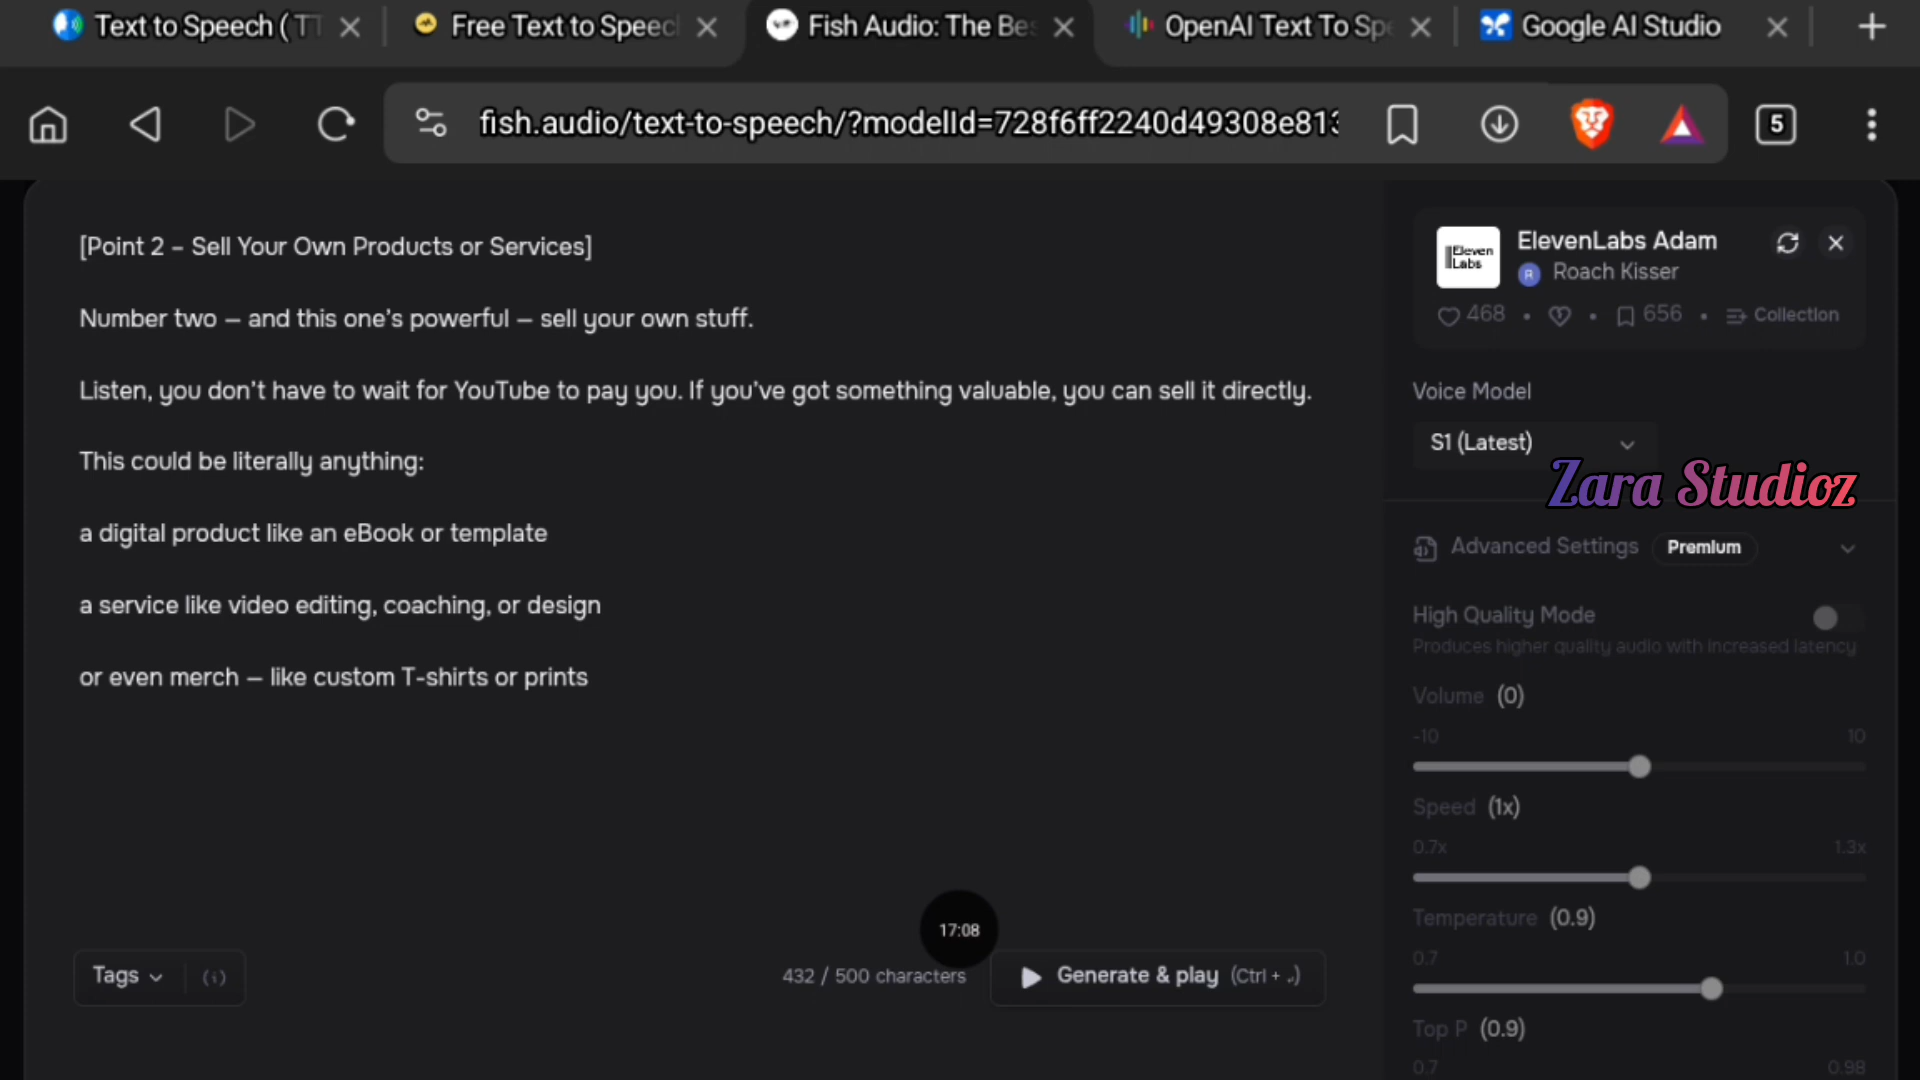 Text to Speech (TT
Free Text to Speec
Fish Audio: The Bes
OpenAI Text To Spe
Google AI Studio
fish.audio/text-to-speech/?modelId=728f6ff2240d49308e813
5
[Point 2 – Sell Your Own Products or Services]
Number two — and this one's powerful — sell your own stuff.
Listen, you don't have to wait for YouTube to pay you. If you've got something valuable, you can sell it directly.
This could be literally anything:
a digital product like an eBook or template
a service like video editing, coaching, or design
or even merch — like custom T-shirts or prints
17:08
Tags
432 / 500 characters
Generate & play (Ctrl + ⏎)
Eleven Labs
ElevenLabs Adam
R Roach Kisser
468 • • 656 • Collection
Voice Model
S1 (Latest)
Zara Studioz
Advanced Settings Premium
High Quality Mode
Produces higher quality audio with increased latency
Volume (0)
-10 10
Speed (1x)
0.7x 1.3x
Temperature (0.9)
0.7 1.0
Top P (0.9)
0.7 0.98